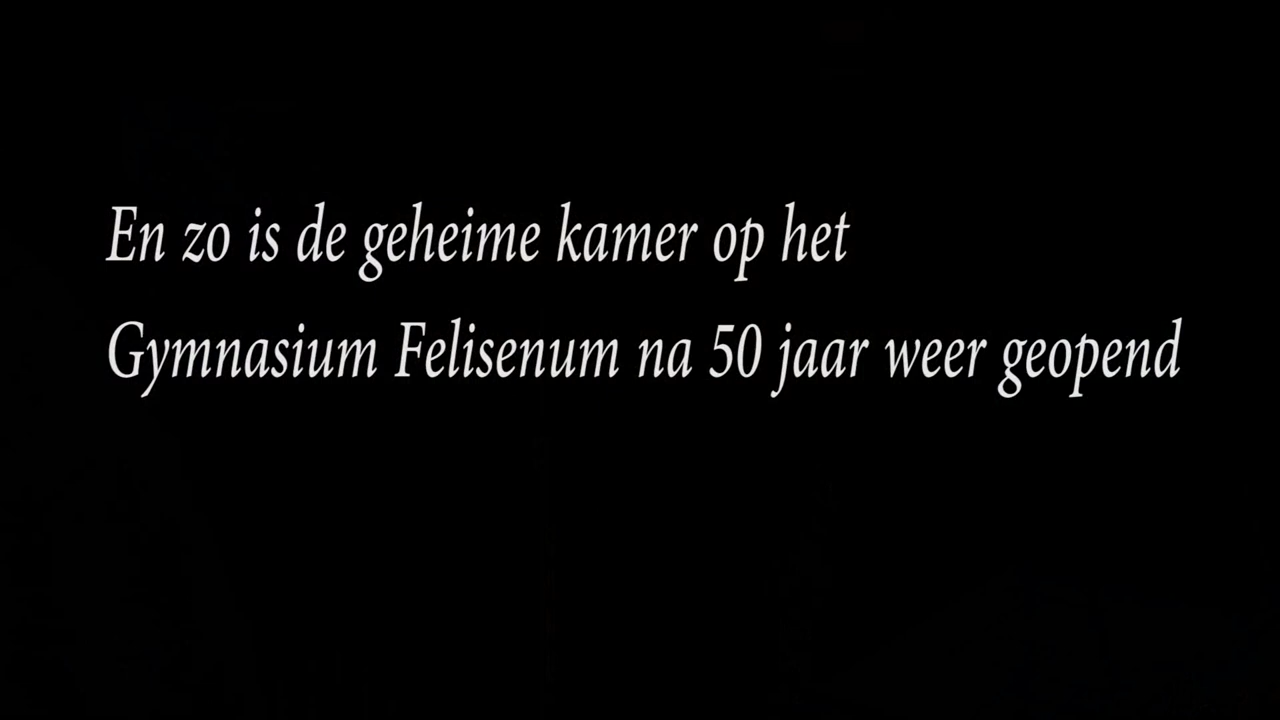 En zo is de geheime kamer op het
Gymnasium Felisenum na 50 jaar weer geopend